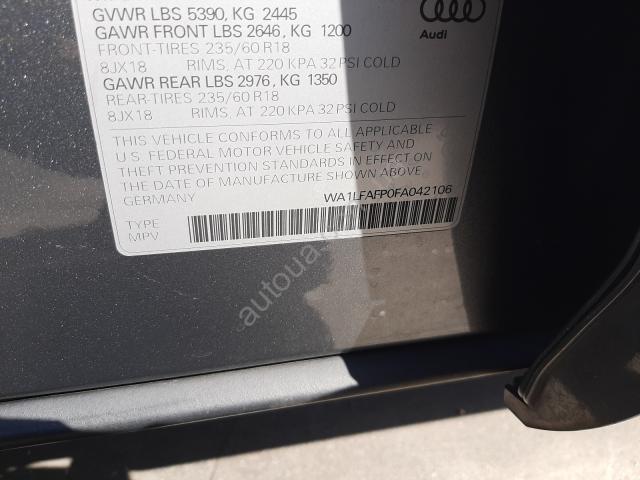 GVWR LBS 5390, KG 2445
GAWR FRONT LBS 2646, KG 1200
FRONT-TIRES 235/60 R18
8JX18 RIMS, AT 220 KPA 32 PSI COLD
GAWR REAR LBS 2976, KG 1350
REAR-TIRES 235/60 R18
8JX18 RIMS, AT 220 KPA 32 PSI COLD
Audi
THIS VEHICLE CONFORMS TO ALL APPLICABLE
U.S. FEDERAL MOTOR VEHICLE SAFETY AND
THEFT PREVENTION STANDARDS IN EFFECT ON
THE DATE OF MANUFACTURE SHOWN ABOVE.
GERMANY
WA1LFAFP0FA042106
TYPE
MPV